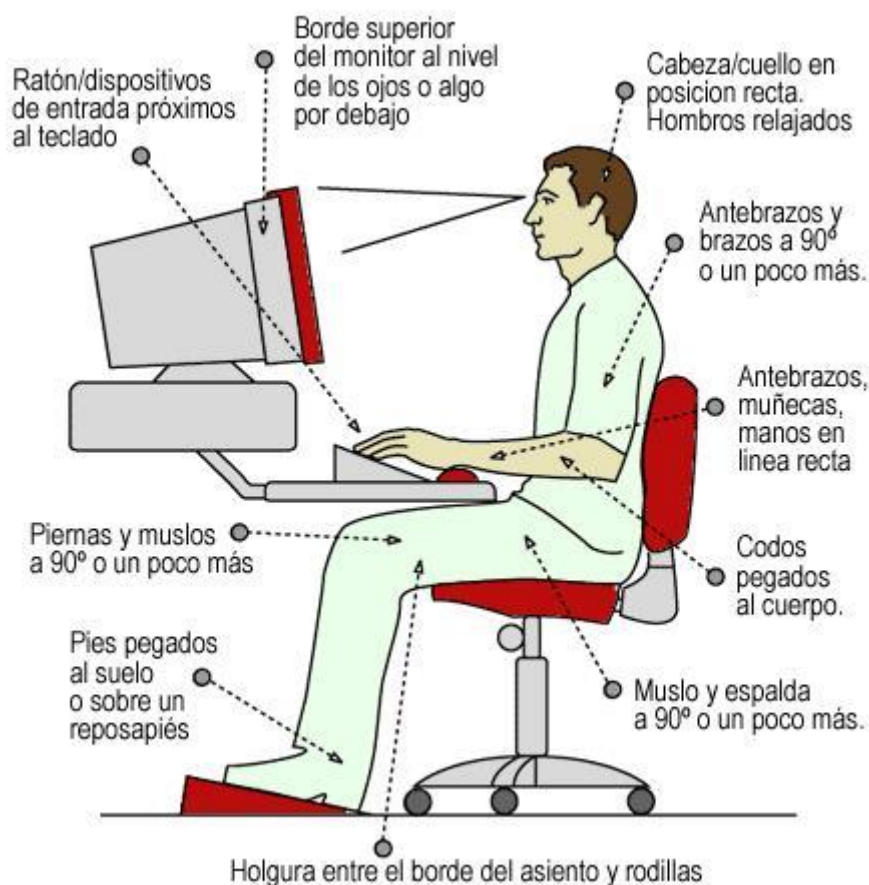 Borde superior
del monitor al nivel
de los ojos o algo
por debajo
Ratón/dispositivos
de entrada próximos
al teclado
Cabeza/cuello en
posicion recta.
Hombros relajados
Antebrazos y
brazos a 90º
o un poco más.
Antebrazos,
muñecas,
manos en
linea recta
Piernas y muslos
a 90º o un poco más
Codos
pegados
al cuerpo.
Pies pegados
al suelo
o sobre un
reposapiés
Muslo y espalda
a 90º o un poco más.
Holgura entre el borde del asiento y rodillas